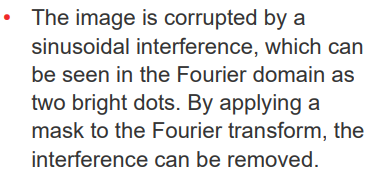 • The image is corrupted by a
sinusoidal interference, which can
be seen in the Fourier domain as
two bright dots. By applying a
mask to the Fourier transform, the
interference can be removed.